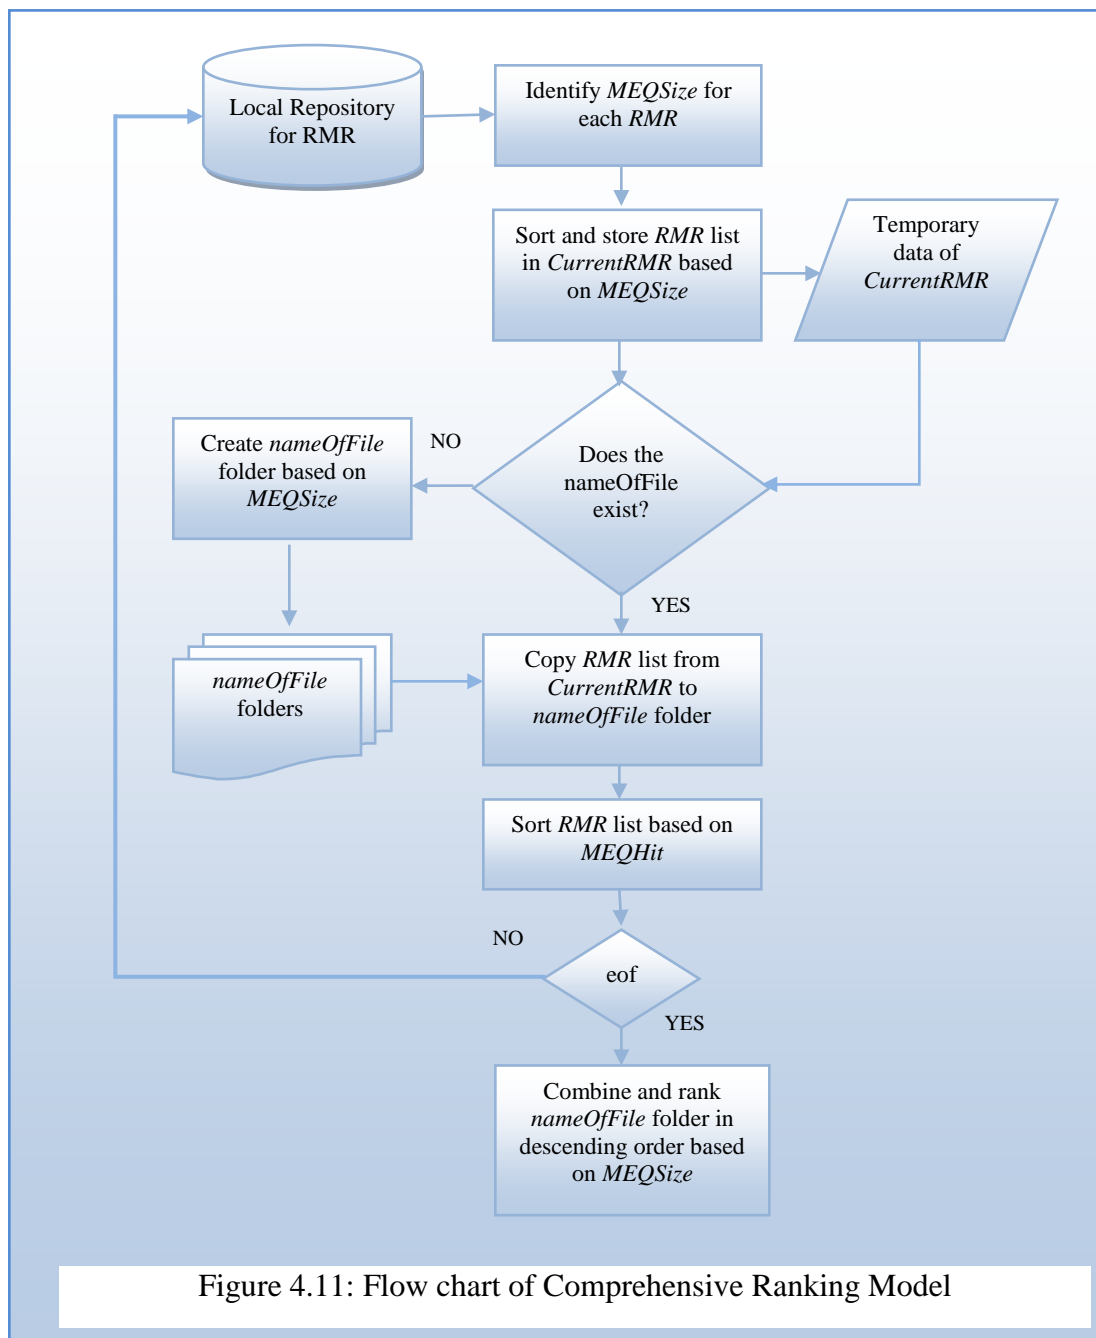 Local Repository
for RMR
Identify MEQSize for
each RMR
Sort and store RMR list
in CurrentRMR based
on MEQSize
Temporary
data of
CurrentRMR
Does the
nameOfFile
exist?
NO
Create nameOfFile
folder based on
MEQSize
YES
nameOfFile
folders
Copy RMR list from
CurrentRMR to
nameOfFile folder
Sort RMR list based on
MEQHit
NO
eof
YES
Combine and rank
nameOfFile folder in
descending order based
on MEQSize
Figure 4.11: Flow chart of Comprehensive Ranking Model